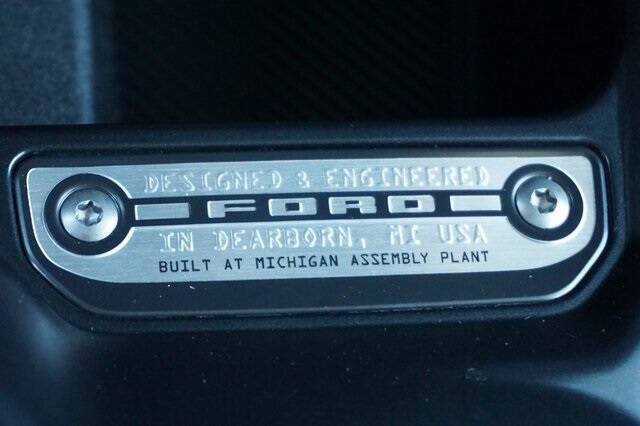 DESIGNED & ENGINEERED
FORD
IN DEARBORN, MI USA
BUILT AT MICHIGAN ASSEMBLY PLANT